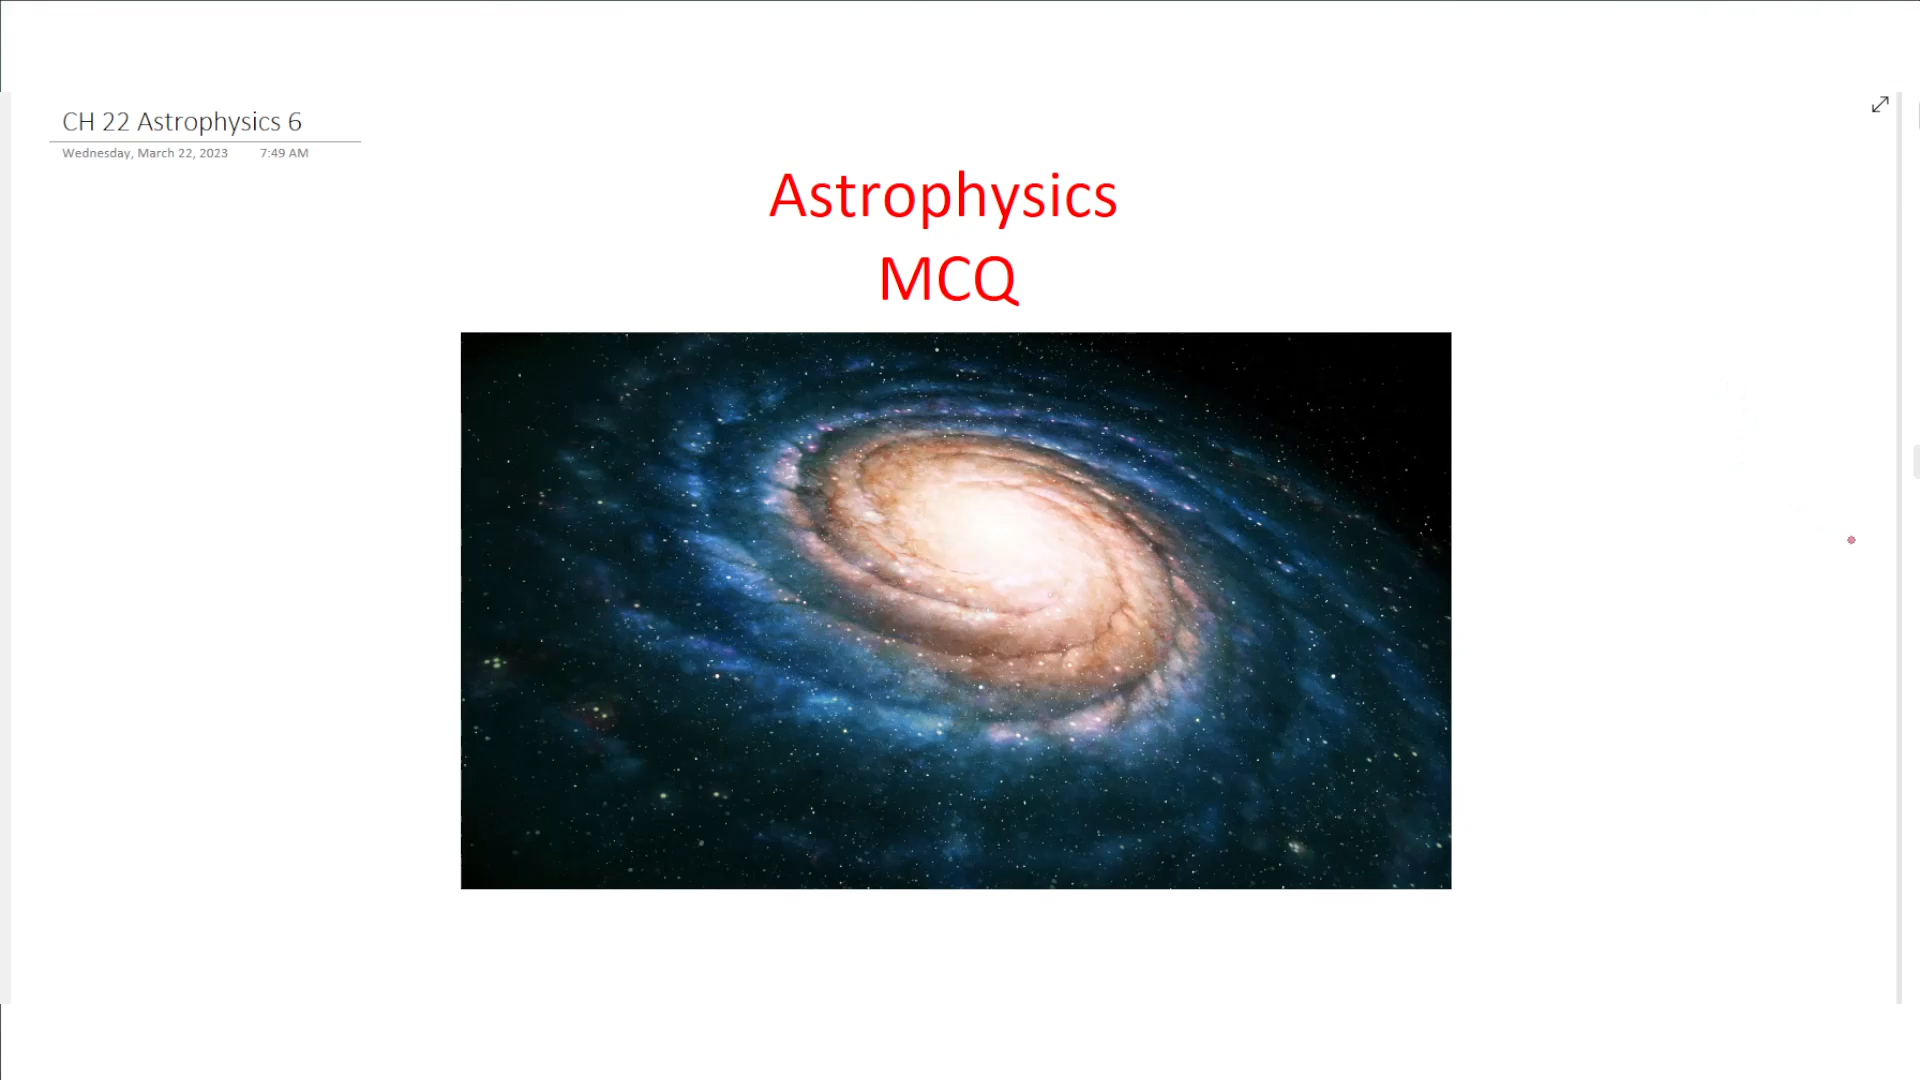 CH 22 Astrophysics 6
Wednesday, March 22, 2023 7:49 AM
Astrophysics
MCQ